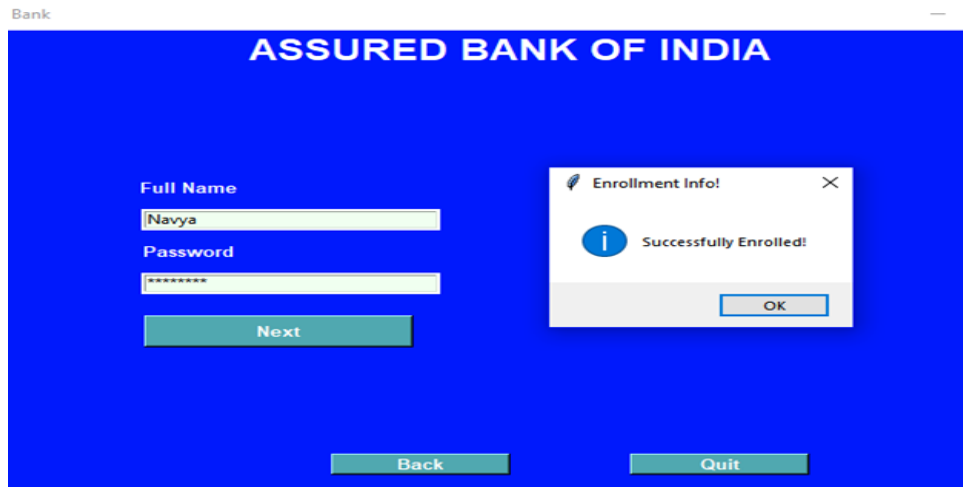 Bank
ASSURED BANK OF INDIA
Full Name
Navya
Password
********
Next
Enrollment Info!
Successfully Enrolled!
OK
Back
Quit